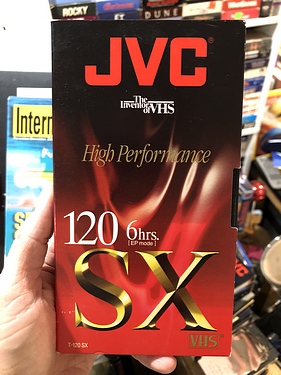 ROCKY
DUNE
JVC
®
The
Inventor
of VHS
Intern
High Performance
120 6hrs.
[EP mode]
SX
VHS
T-120 SX